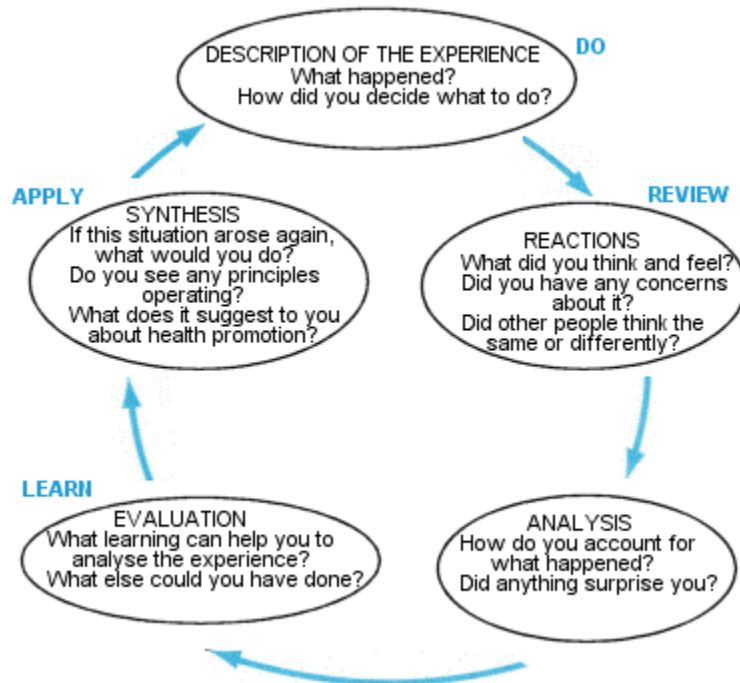 DESCRIPTION OF THE EXPERIENCE
What happened?
How did you decide what to do?
DO
REVIEW
REACTIONS
What did you think and feel?
Did you have any concerns
about it?
Did other people think the
same or differently?
ANALYSIS
How do you account for
what happened?
Did anything surprise you?
LEARN
EVALUATION
What learning can help you to
analyse the experience?
What else could you have done?
APPLY
SYNTHESIS
If this situation arose again,
what would you do?
Do you see any principles
operating?
What does it suggest to you
about health promotion?